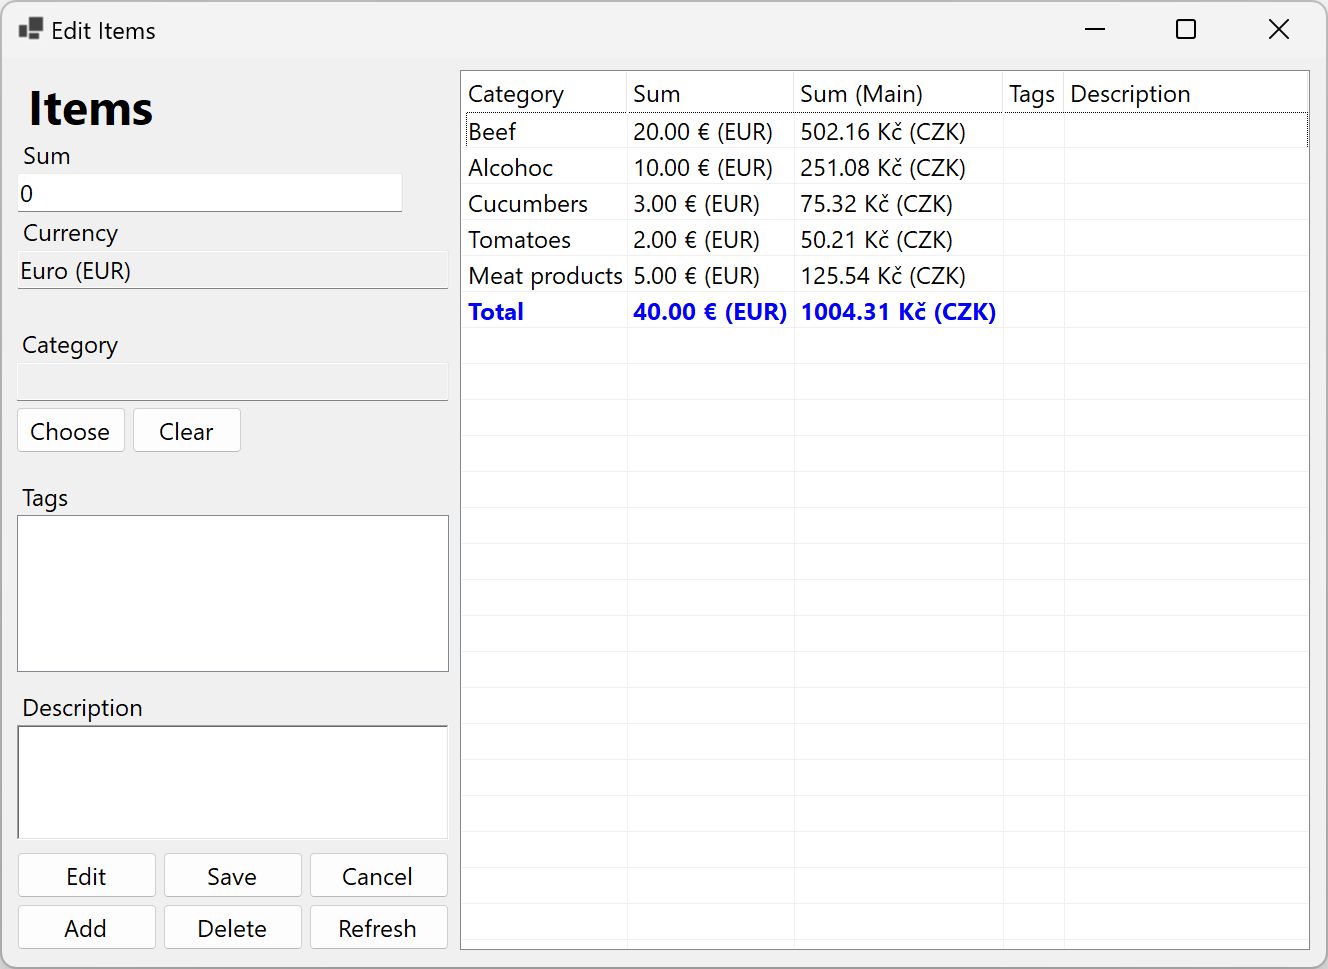 Edit Items
Items
Sum
0
Currency
Euro (EUR)
Category
Choose Clear
Tags
Description
Edit Save Cancel
Add Delete Refresh
Category Sum Sum (Main) Tags Description
Beef 20.00 € (EUR) 502.16 Kč (CZK)
Alcohoc 10.00 € (EUR) 251.08 Kč (CZK)
Cucumbers 3.00 € (EUR) 75.32 Kč (CZK)
Tomatoes 2.00 € (EUR) 50.21 Kč (CZK)
Meat products 5.00 € (EUR) 125.54 Kč (CZK)
Total 40.00 € (EUR) 1004.31 Kč (CZK)